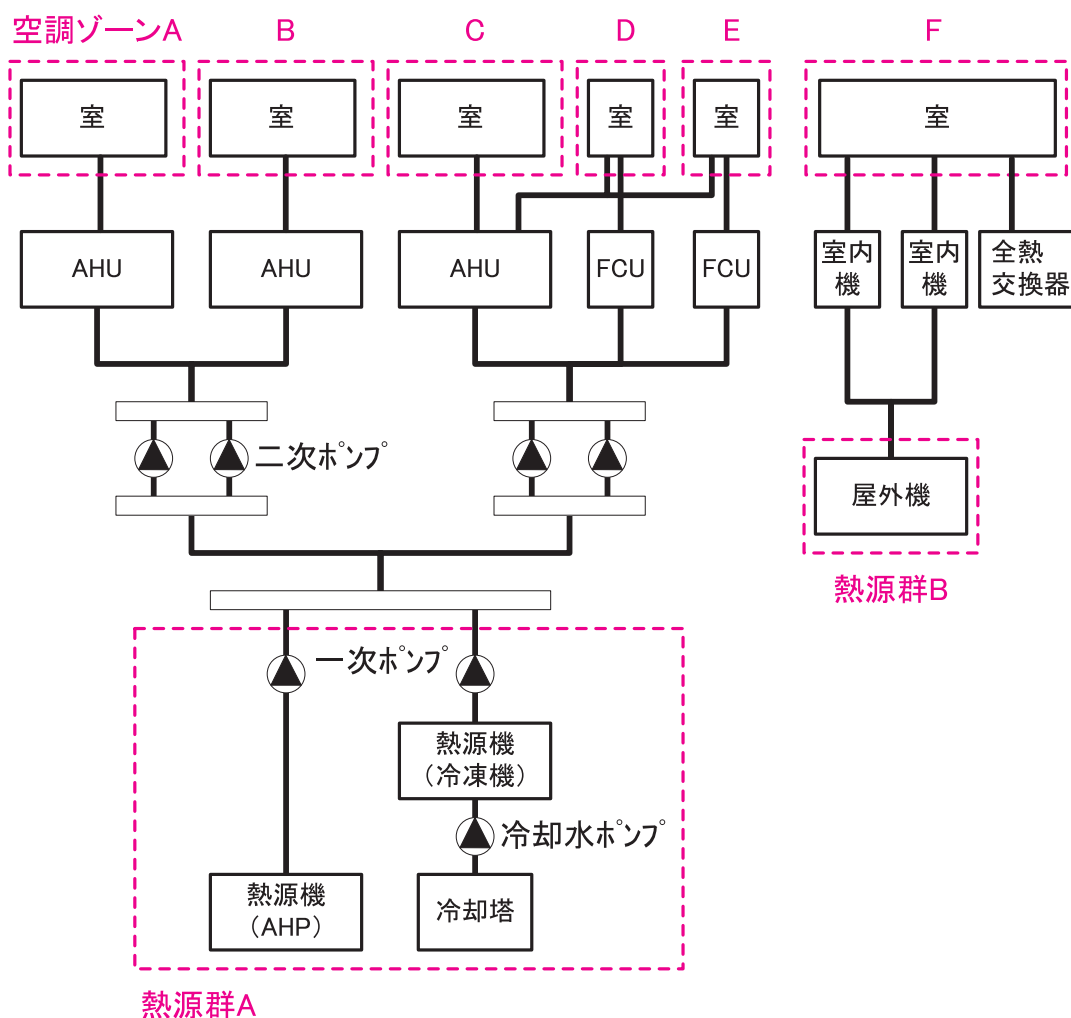 空調ゾーンA
B
C
D
E
F
室
室
室
室
室
室
AHU
AHU
AHU
FCU
FCU
室内
機
室内
機
全熱
交換器
二次ﾎﾟﾝﾌﾟ
屋外機
熱源群B
一次ﾎﾟﾝﾌﾟ
熱源機
(冷凍機)
冷却水ﾎﾟﾝﾌﾟ
熱源機
(AHP)
冷却塔
熱源群A